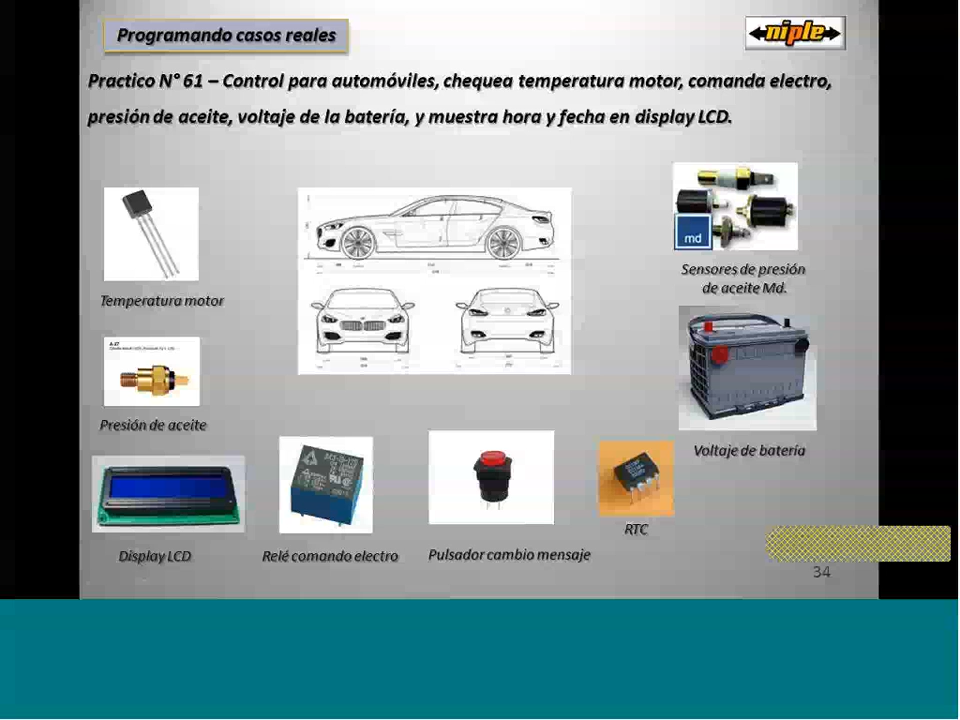 Programando casos reales
niple
Practico N° 61 – Control para automóviles, chequea temperatura motor, comanda electro,
presión de aceite, voltaje de la batería, y muestra hora y fecha en display LCD.
md
Sensores de presión
de aceite Md.
Temperatura motor
A-27
Presión de aceite
Voltaje de batería
RTC
Display LCD
Relé comando electro
Pulsador cambio mensaje
34